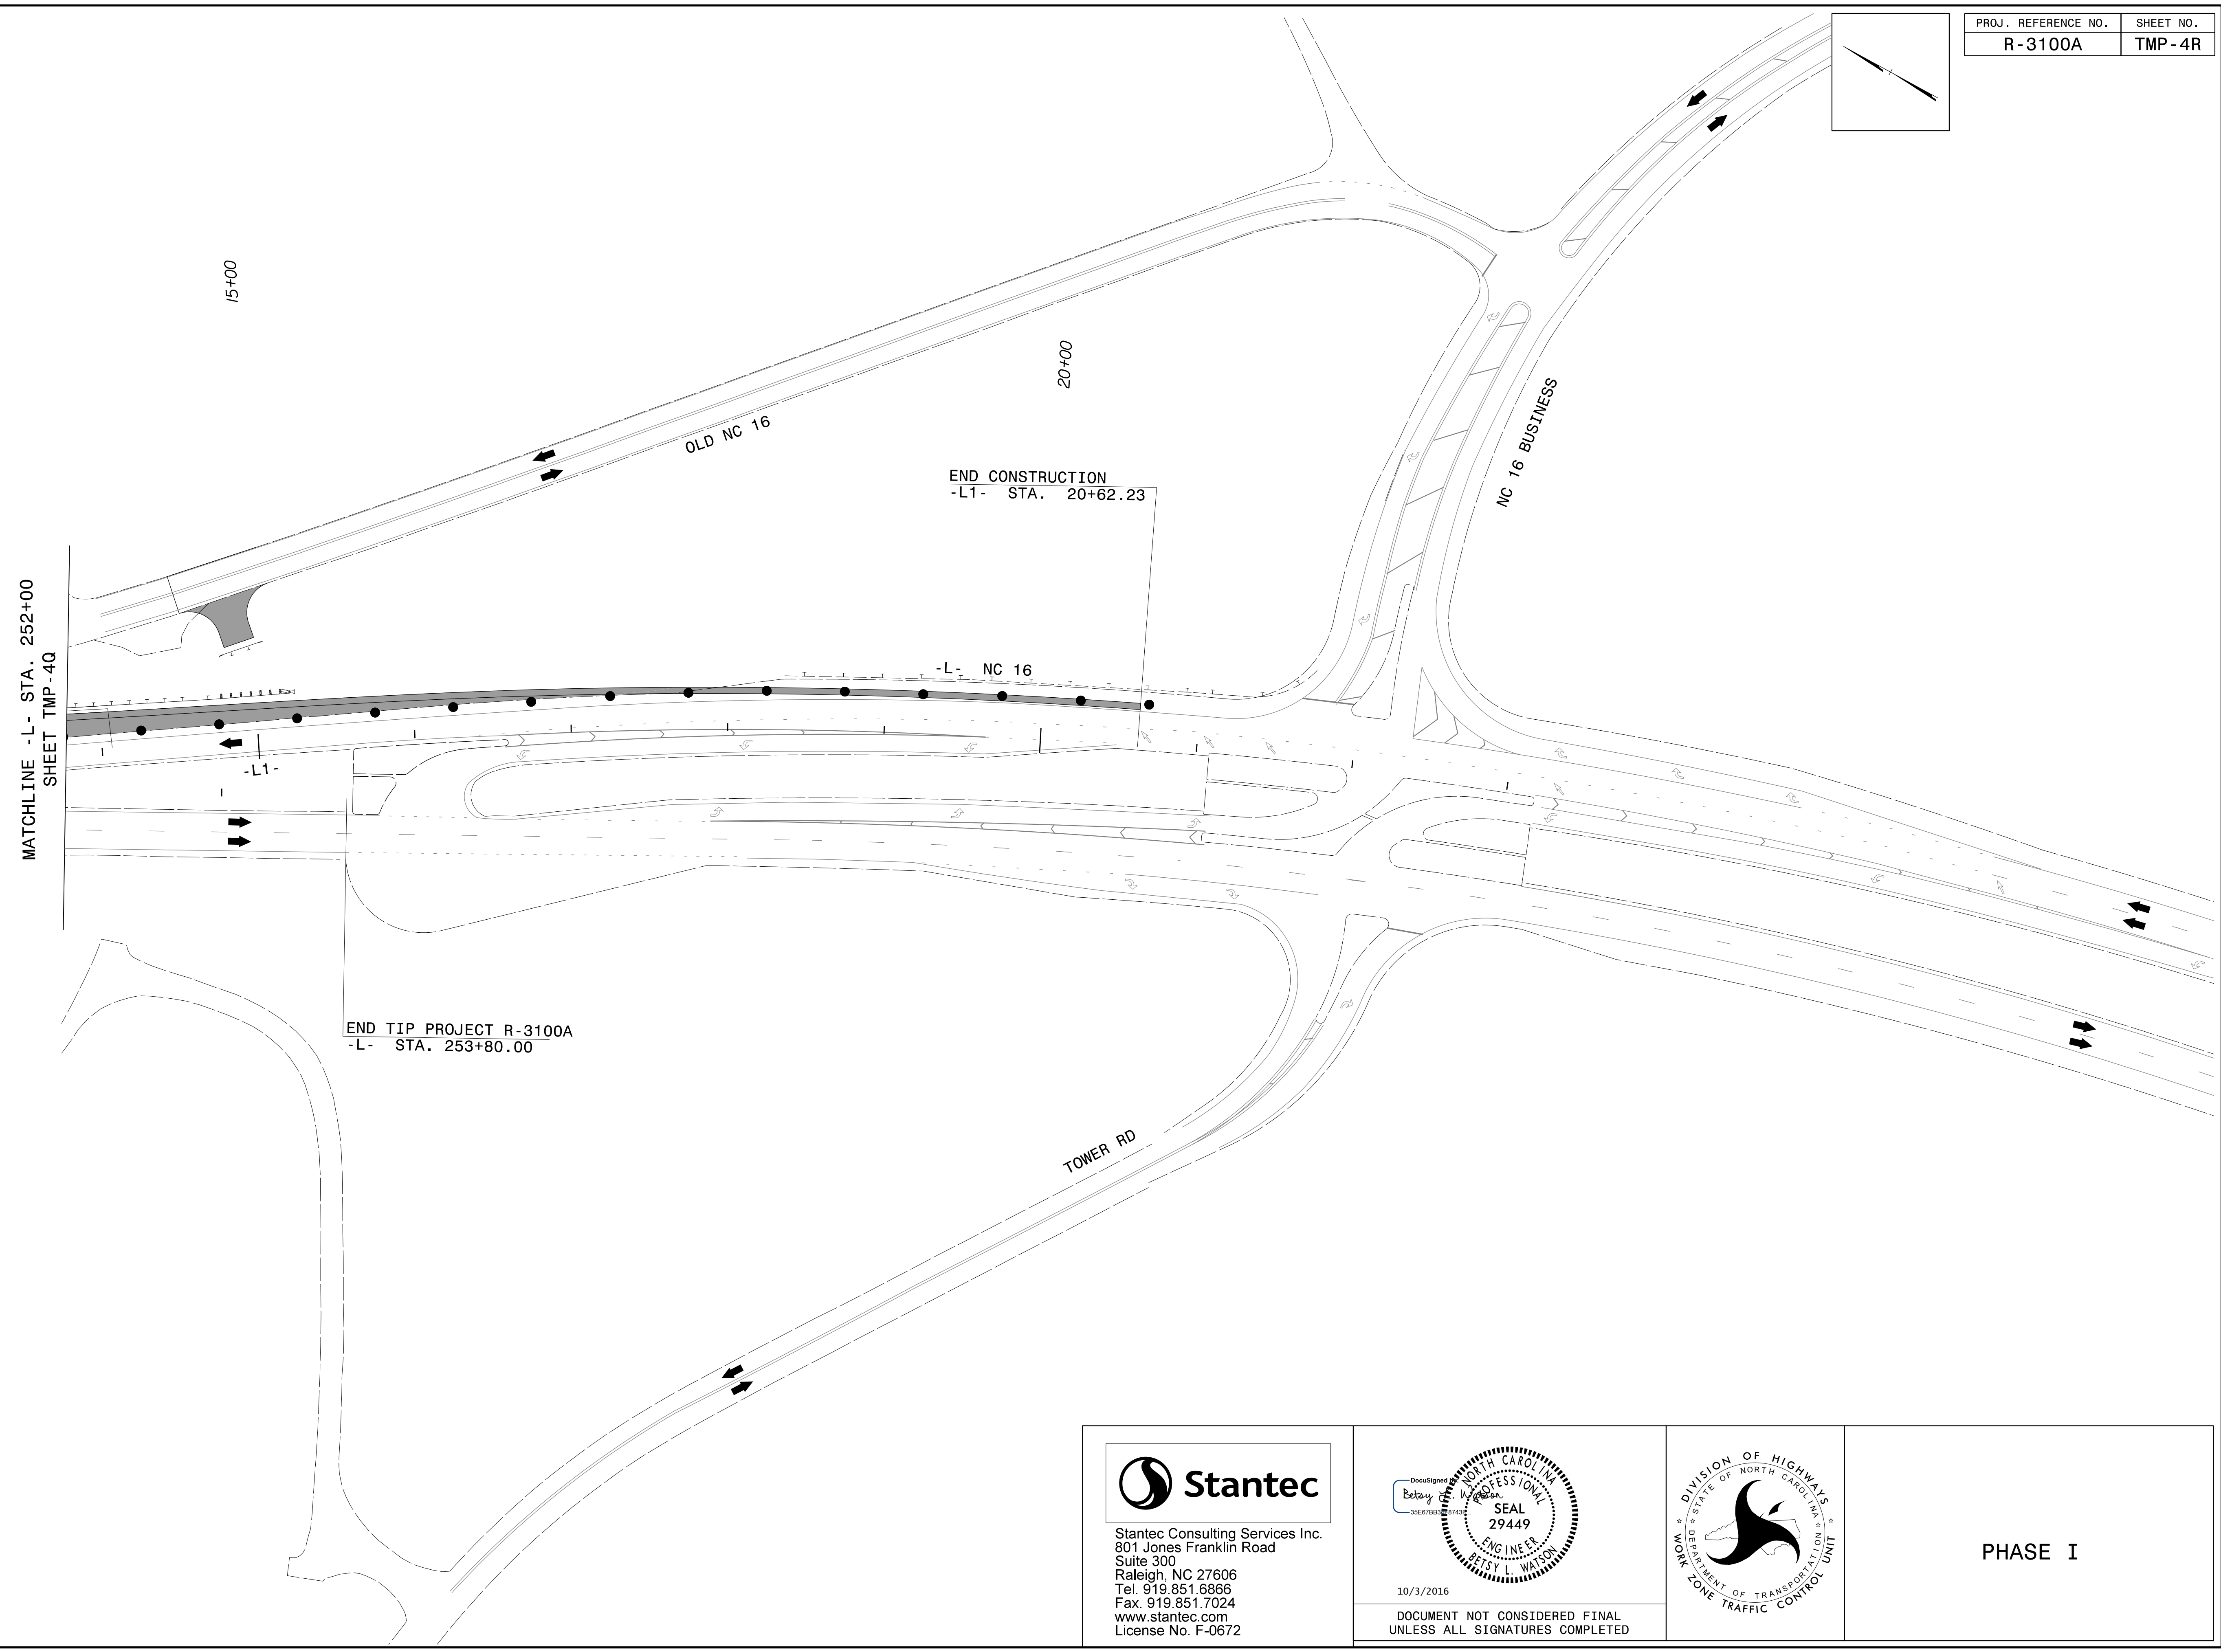 PROJ. REFERENCE NO.
SHEET NO.
R-3100A
TMP-4R
15+00
20+00
OLD NC 16
NC 16 BUSINESS
END CONSTRUCTION
-L1- STA. 20+62.23
MATCHLINE -L- STA. 252+00
SHEET TMP-4Q
-L- NC 16
-L1-
END TIP PROJECT R-3100A
-L- STA. 253+80.00
TOWER RD
Stantec
Stantec Consulting Services Inc.
801 Jones Franklin Road
Suite 300
Raleigh, NC 27606
Tel. 919.851.6866
Fax. 919.851.7024
www.stantec.com
License No. F-0672
DocuSigned
Betsy L. Watson
NORTH CAROLINA
PROFESSIONAL
SEAL
29449
ENGINEER
BETSY L. WATSON
10/3/2016
DOCUMENT NOT CONSIDERED FINAL
UNLESS ALL SIGNATURES COMPLETED
DIVISION OF HIGHWAYS
STATE OF NORTH CAROLINA
DEPARTMENT OF TRANSPORTATION
WORK ZONE TRAFFIC CONTROL UNIT
PHASE I